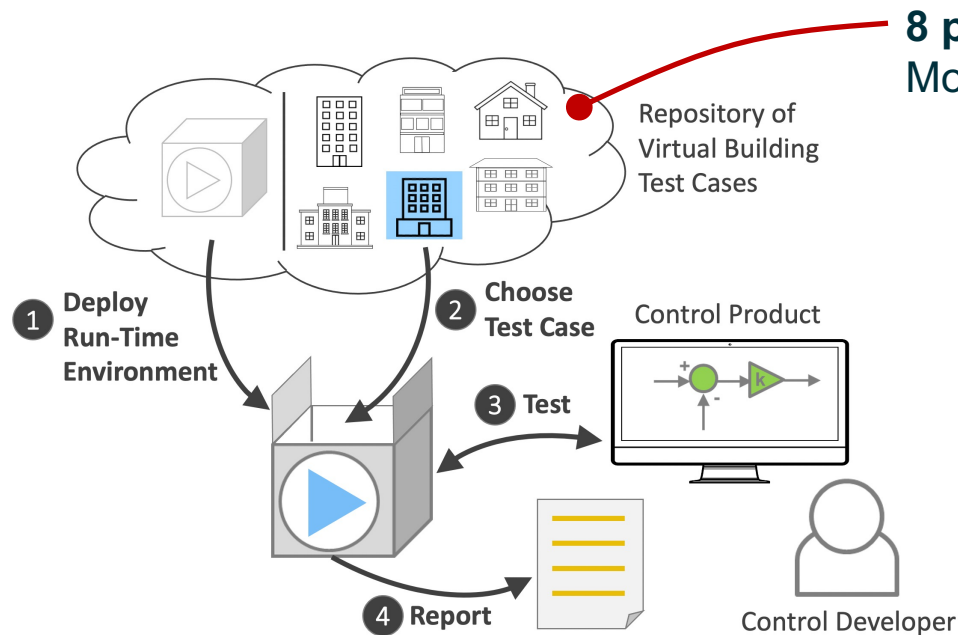 8 p
Mo
Repository of
Virtual Building
Test Cases
1 Deploy
Run-Time
Environment
2 Choose
Test Case
Control Product
+
-
k
3 Test
4 Report
Control Developer